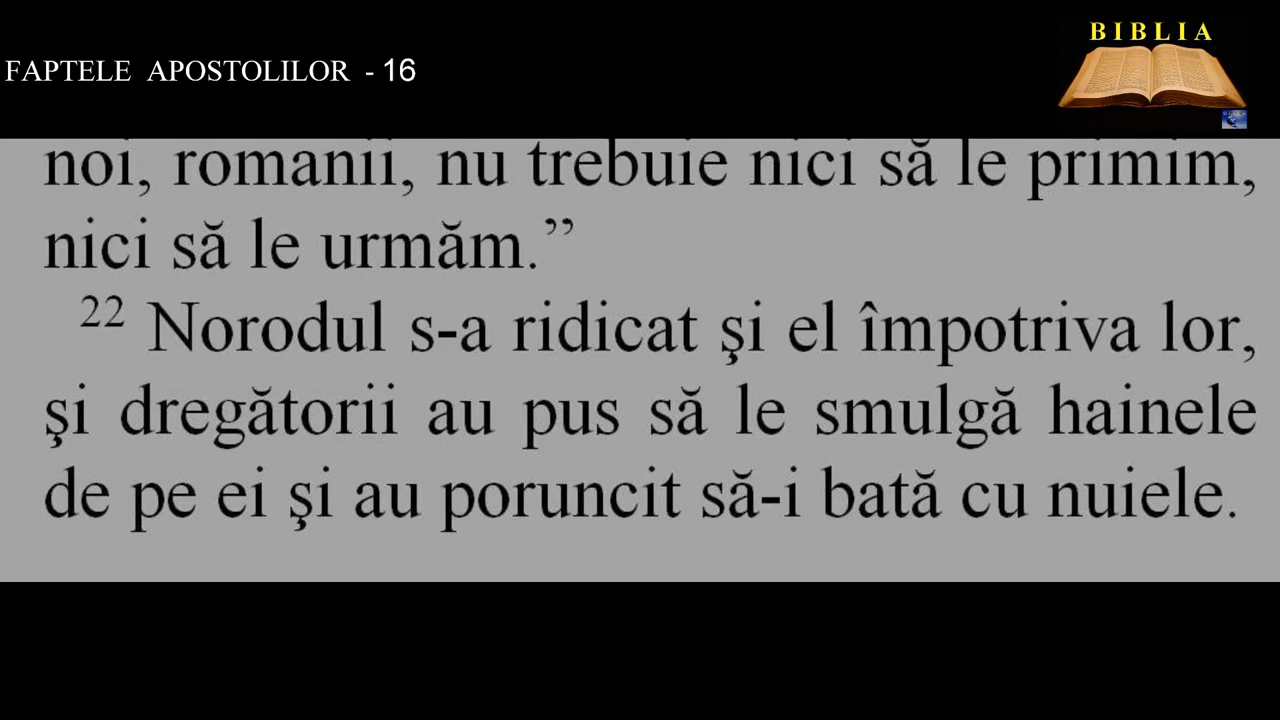 BIBLIA
FAPTELE APOSTOLILOR - 16
noi, romanii, nu trebuie nici să le primim,
nici să le urmăm.”
22 Norodul s-a ridicat şi el împotriva lor,
şi dregătorii au pus să le smulgă hainele
de pe ei şi au poruncit să-i bată cu nuiele.